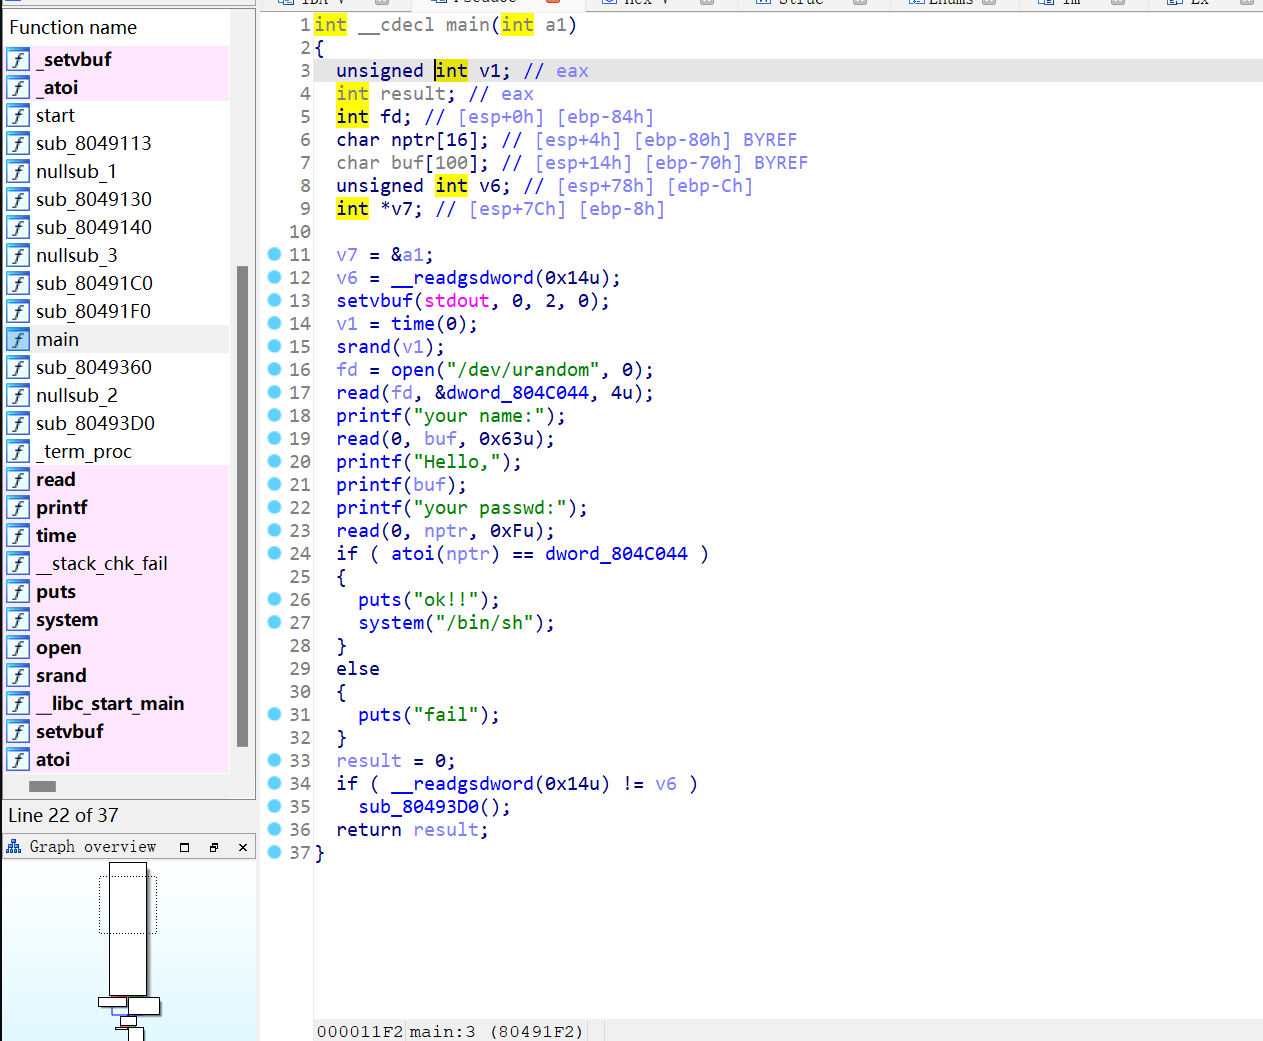 Function name
f _setvbuf
f _atoi
f start
f sub_8049113
f nullsub_1
f sub_8049130
f sub_8049140
f nullsub_3
f sub_80491C0
f sub_80491F0
f main
f sub_8049360
f nullsub_2
f sub_80493D0
f _term_proc
f read
f printf
f time
f __stack_chk_fail
f puts
f system
f open
f srand
f __libc_start_main
f setvbuf
f atoi
Line 22 of 37
Graph overview
1 int __cdecl main(int a1)
2 {
3 unsigned int v1; // eax
4 int result; // eax
5 int fd; // [esp+0h] [ebp-84h]
6 char nptr[16]; // [esp+4h] [ebp-80h] BYREF
7 char buf[100]; // [esp+14h] [ebp-70h] BYREF
8 unsigned int v6; // [esp+78h] [ebp-Ch]
9 int *v7; // [esp+7Ch] [ebp-8h]
10
11 v7 = &a1;
12 v6 = __readgsdword(0x14u);
13 setvbuf(stdout, 0, 2, 0);
14 v1 = time(0);
15 srand(v1);
16 fd = open("/dev/urandom", 0);
17 read(fd, &dword_804C044, 4u);
18 printf("your name:");
19 read(0, buf, 0x63u);
20 printf("Hello,");
21 printf(buf);
22 printf("your passwd:");
23 read(0, nptr, 0xFu);
24 if ( atoi(nptr) == dword_804C044 )
25 {
26 puts("ok!!");
27 system("/bin/sh");
28 }
29 else
30 {
31 puts("fail");
32 }
33 result = 0;
34 if ( __readgsdword(0x14u) != v6 )
35 sub_80493D0();
36 return result;
37 }
000011F2 main:3 (80491F2)